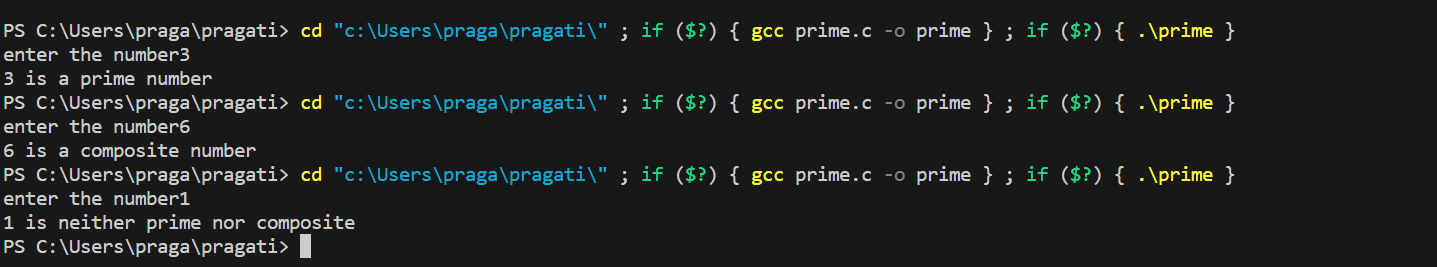 PS C:\Users\praga\pragati> cd "c:\Users\praga\pragati\" ; if ($?) { gcc prime.c -o prime } ; if ($?) { .\prime }
enter the number3
3 is a prime number
PS C:\Users\praga\pragati> cd "c:\Users\praga\pragati\" ; if ($?) { gcc prime.c -o prime } ; if ($?) { .\prime }
enter the number6
6 is a composite number
PS C:\Users\praga\pragati> cd "c:\Users\praga\pragati\" ; if ($?) { gcc prime.c -o prime } ; if ($?) { .\prime }
enter the number1
1 is neither prime nor composite
PS C:\Users\praga\pragati>